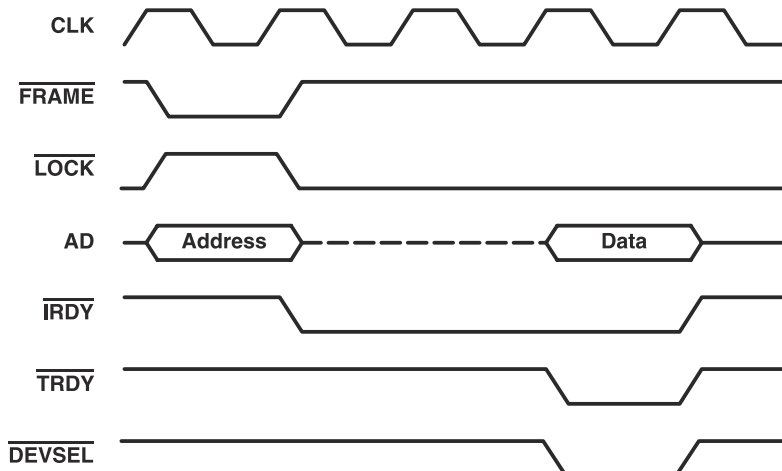 CLK
FRAME
LOCK
AD Address Data
IRDY
TRDY
DEVSEL